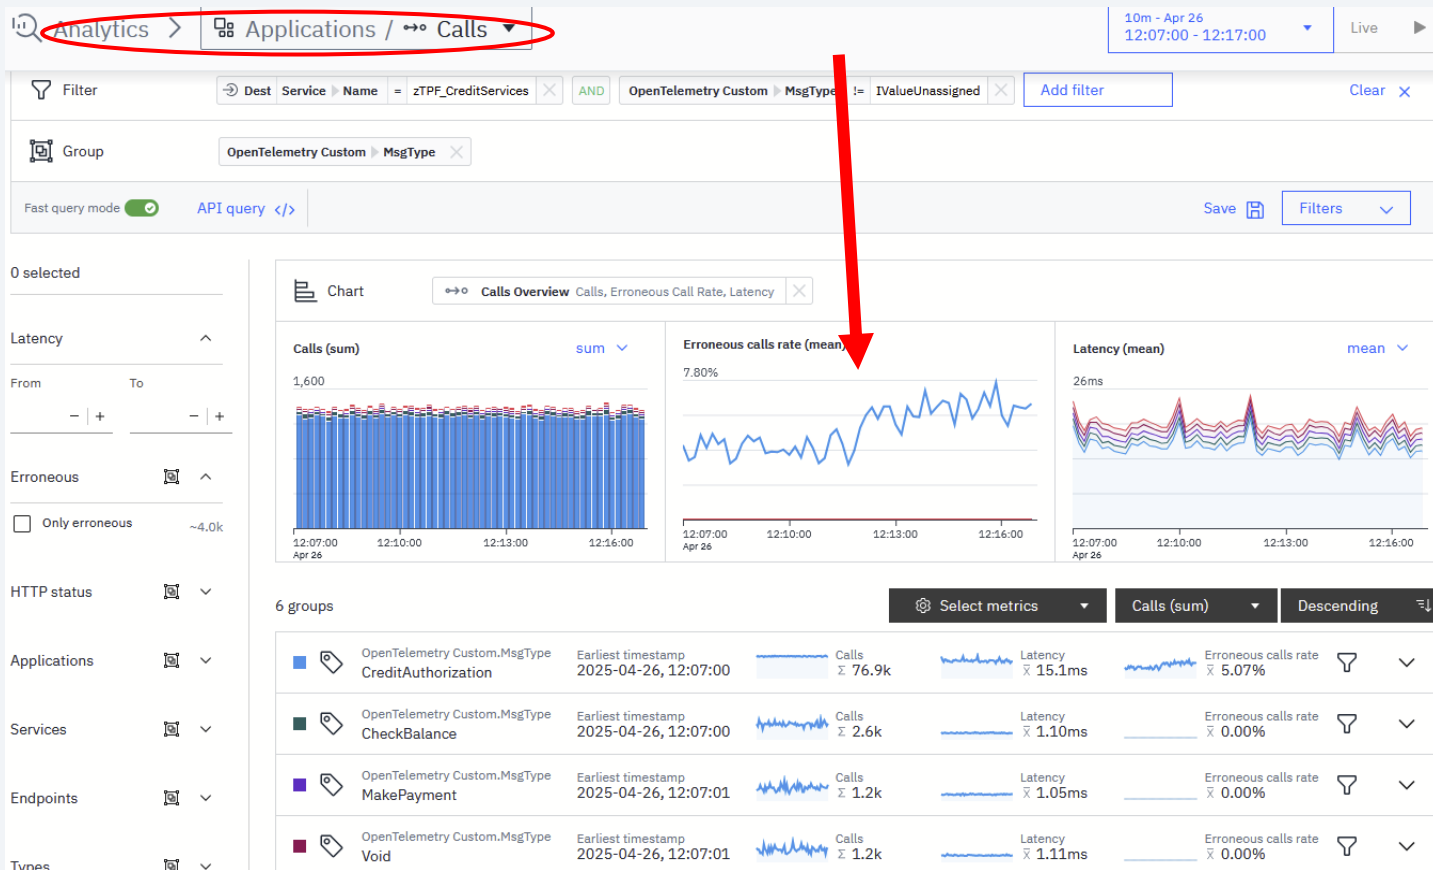 Analytics > Applications / Calls
10m - Apr 26
12:07:00 - 12:17:00
Live
Filter
Dest Service Name = zTPF_CreditServices
AND
OpenTelemetry Custom MsgType != IValueUnassigned
Add filter
Clear
Group
OpenTelemetry Custom MsgType
Fast query mode
API query </>
Save
Filters
0 selected
Latency
From To
− + − +
Erroneous
Only erroneous ~4.0k
HTTP status
Applications
Services
Endpoints
Types
Chart
Calls Overview Calls, Erroneous Call Rate, Latency
Calls (sum) sum
1,600
12:07:00 12:10:00 12:13:00 12:16:00
Apr 26
Erroneous calls rate (mean)
7.80%
12:07:00 12:10:00 12:13:00 12:16:00
Apr 26
Latency (mean) mean
26ms
12:07:00 12:10:00 12:13:00 12:16:00
Apr 26
6 groups
Select metrics
Calls (sum)
Descending
OpenTelemetry Custom.MsgType Earliest timestamp Calls Latency Erroneous calls rate
CreditAuthorization 2025-04-26, 12:07:00 Σ 76.9k x̅ 15.1ms x̅ 5.07%
OpenTelemetry Custom.MsgType Earliest timestamp Calls Latency Erroneous calls rate
CheckBalance 2025-04-26, 12:07:00 Σ 2.6k x̅ 1.10ms x̅ 0.00%
OpenTelemetry Custom.MsgType Earliest timestamp Calls Latency Erroneous calls rate
MakePayment 2025-04-26, 12:07:01 Σ 1.2k x̅ 1.05ms x̅ 0.00%
OpenTelemetry Custom.MsgType Earliest timestamp Calls Latency Erroneous calls rate
Void 2025-04-26, 12:07:01 Σ 1.2k x̅ 1.11ms x̅ 0.00%